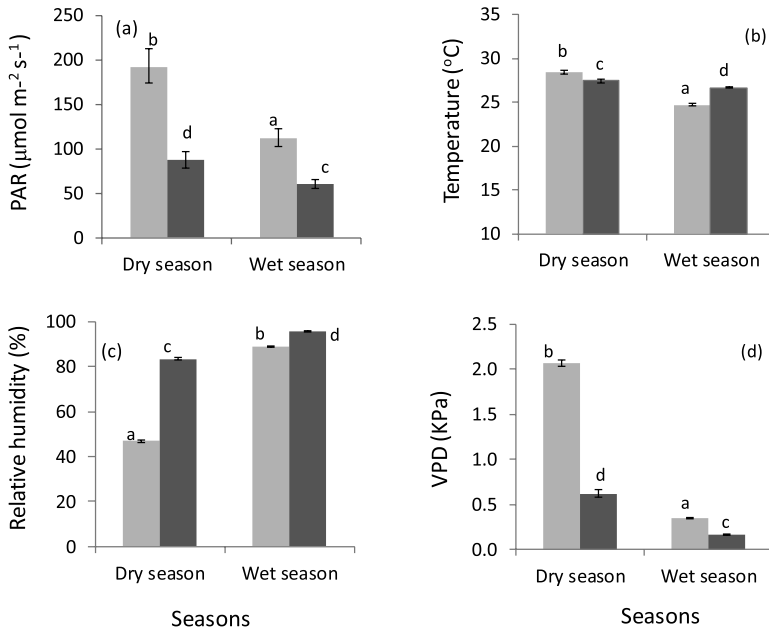 (a)
PAR (μmol m⁻² s⁻¹)
250
200
150
100
50
0
b
d
a
c
Dry season
Wet season
(b)
Temperature (°C)
35
30
25
20
15
10
b
c
a
d
Dry season
Wet season
(c)
Relative humidity (%)
100
80
60
40
20
0
a
c
b
d
Dry season
Wet season
Seasons
(d)
VPD (KPa)
2.5
2.0
1.5
1.0
0.5
0.0
b
d
a
c
Dry season
Wet season
Seasons